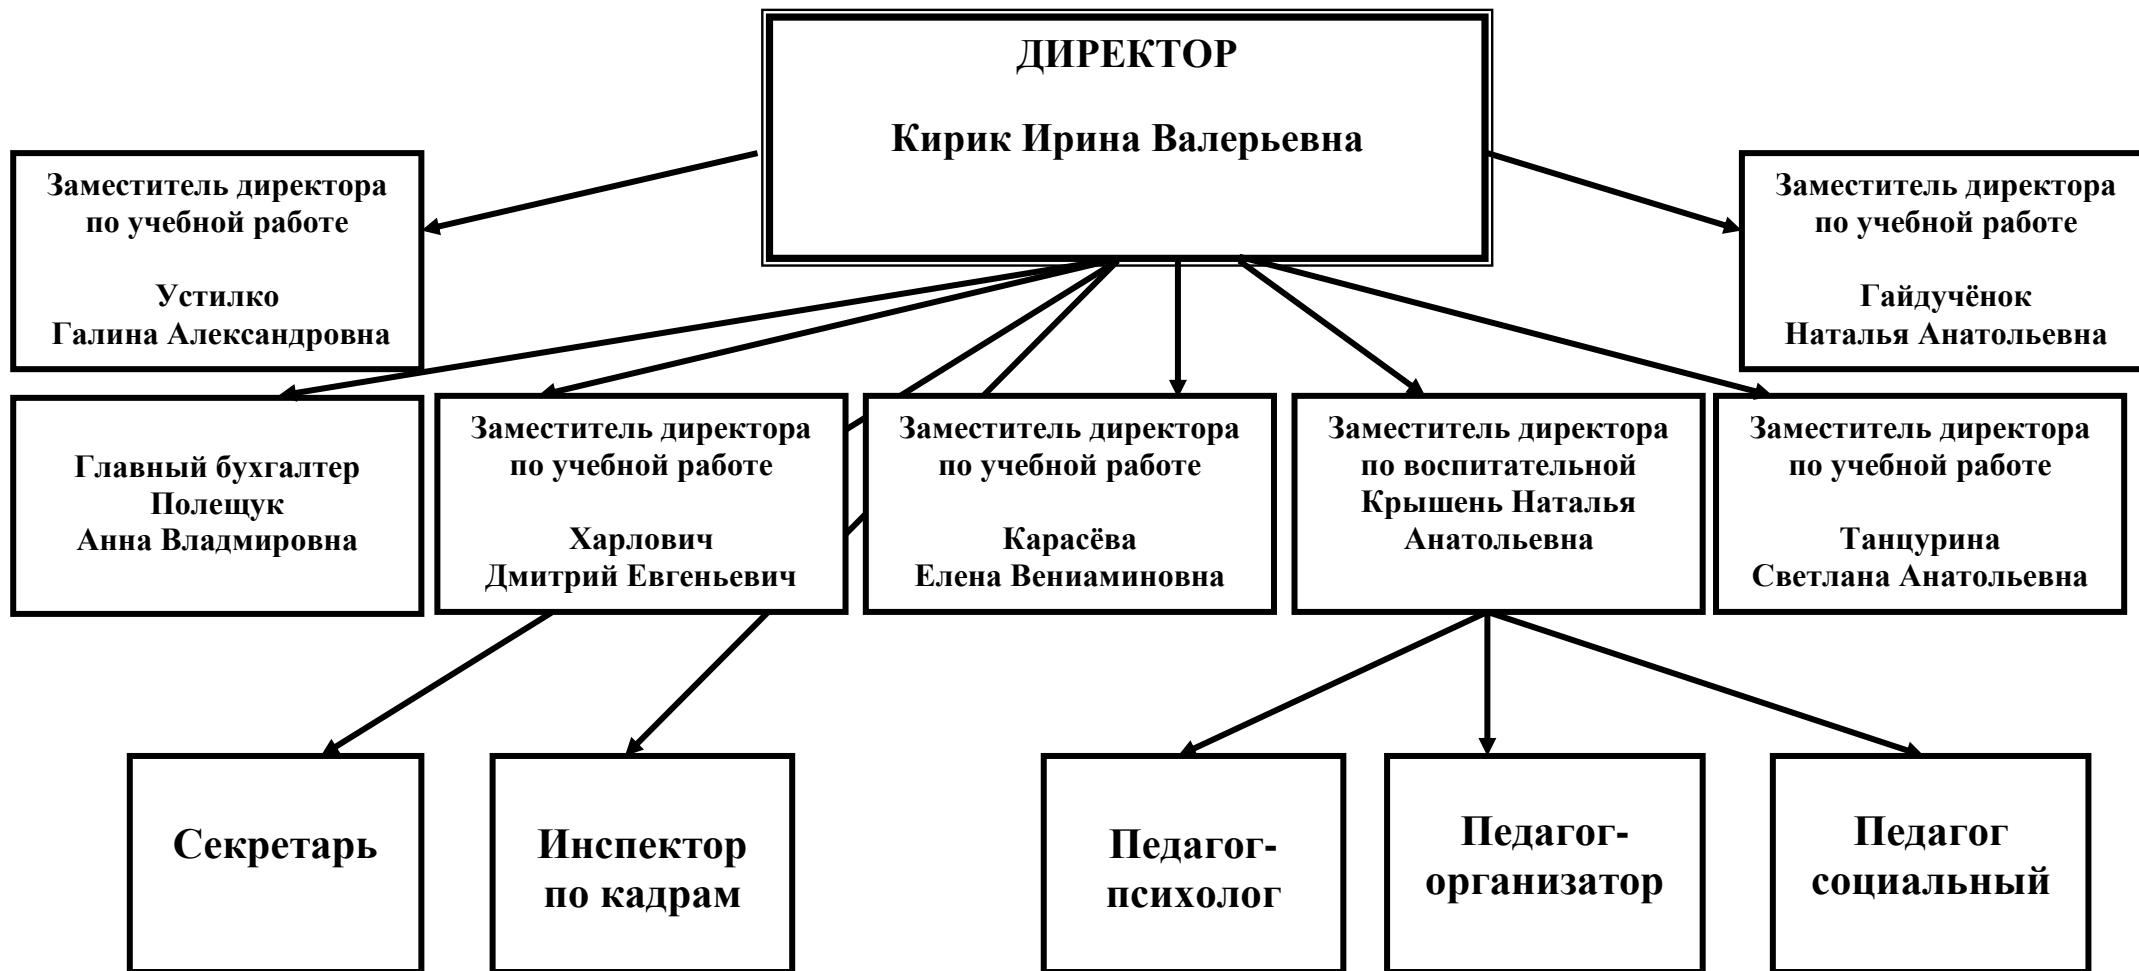 ДИРЕКТОР
Кирик Ирина Валерьевна
Заместитель директора
по учебной работе
Устилко
Галина Александровна
Заместитель директора
по учебной работе
Гайдучёнок
Наталья Анатольевна
Главный бухгалтер
Полещук
Анна Владмировна
Заместитель директора
по учебной работе
Харлович
Дмитрий Евгеньевич
Заместитель директора
по учебной работе
Карасёва
Елена Вениаминовна
Заместитель директора
по воспитательной
Крышень Наталья
Анатольевна
Заместитель директора
по учебной работе
Танцурина
Светлана Анатольевна
Секретарь
Инспектор
по кадрам
Педагог-
психолог
Педагог-
организатор
Педагог
социальный